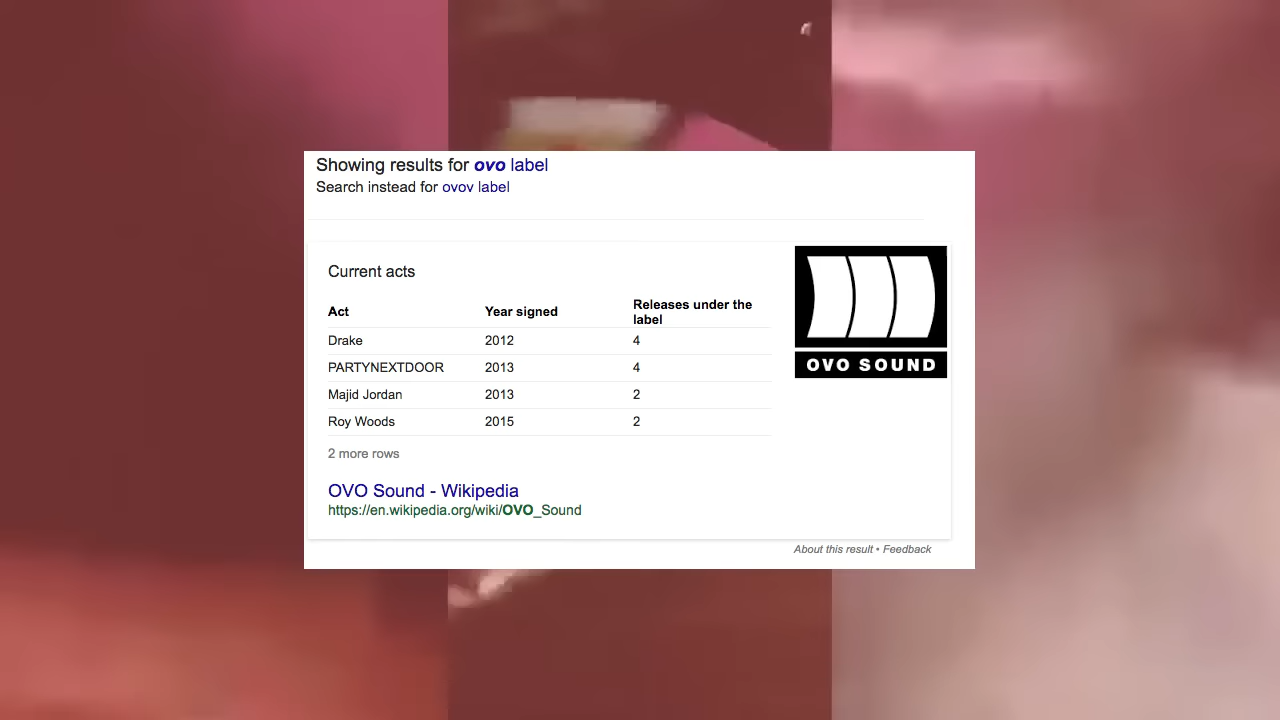 Showing results for ovo label
Search instead for ovov label
Current acts
Act Year signed Releases under the label
Drake 2012 4
PARTYNEXTDOOR 2013 4
Majid Jordan 2013 2
Roy Woods 2015 2
2 more rows
OVO SOUND
OVO Sound - Wikipedia
https://en.wikipedia.org/wiki/OVO_Sound
About this result • Feedback